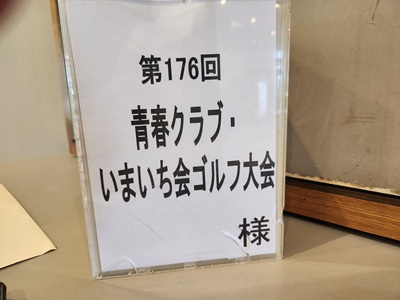 第176回
青春クラブ・
いまいち会ゴルフ大会
様